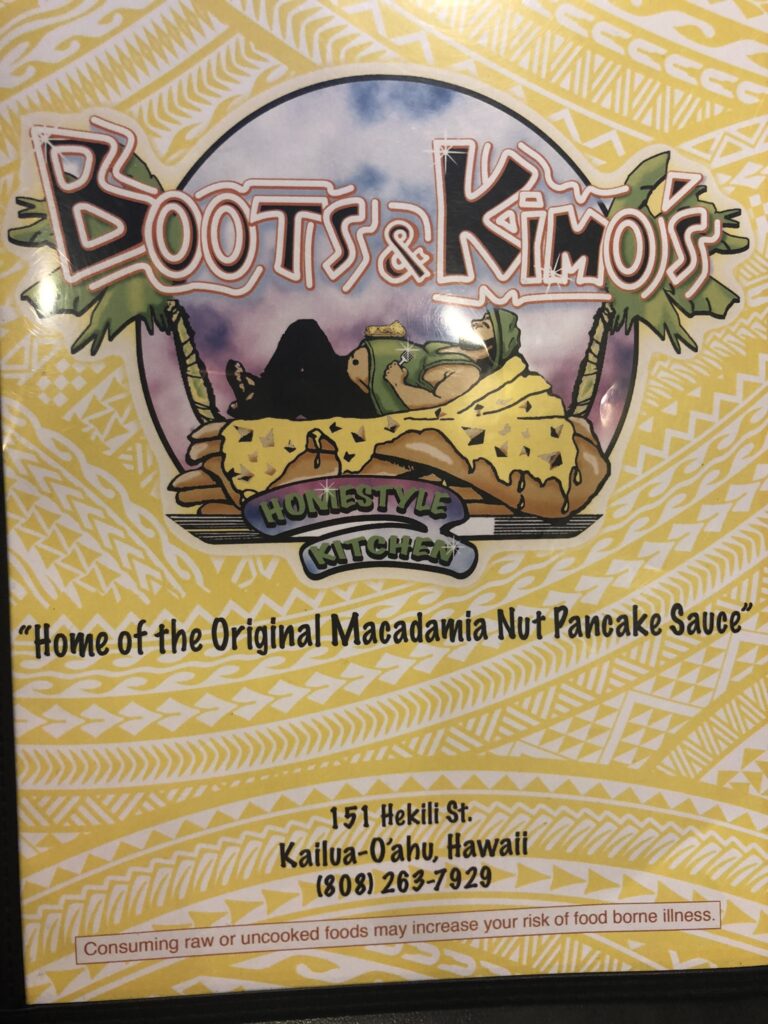 BOOTS & KIMO'S
HOMESTYLE
KITCHEN
"Home of the Original Macadamia Nut Pancake Sauce"
151 Hekili St.
Kailua-O'ahu, Hawaii
(808) 263-7929
Consuming raw or uncooked foods may increase your risk of food borne illness.